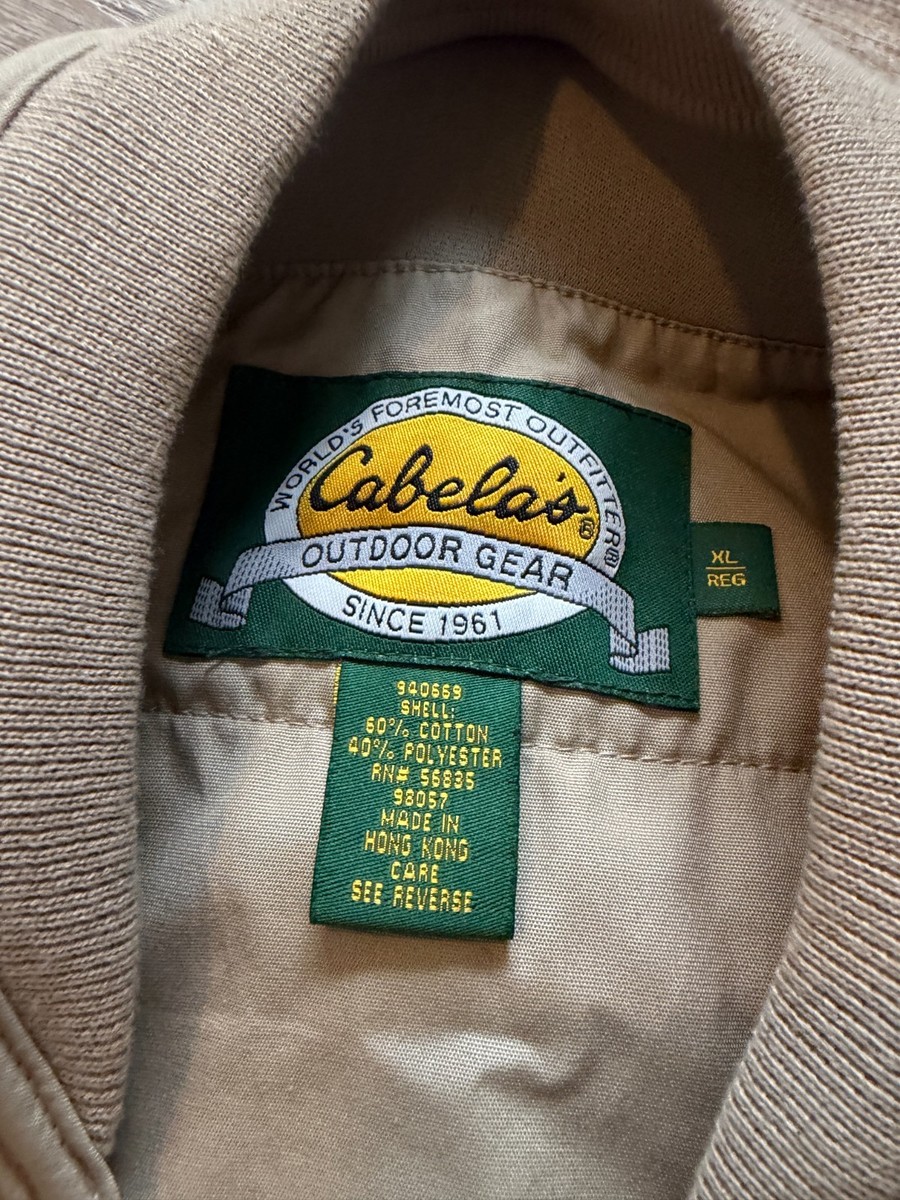 WORLD'S FOREMOST OUTFITTER®
Cabela's®
OUTDOOR GEAR
SINCE 1961
XL
REG
940669
SHELL:
60% COTTON
40% POLYESTER
RN# 56835
98057
MADE IN
HONG KONG
CARE
SEE REVERSE